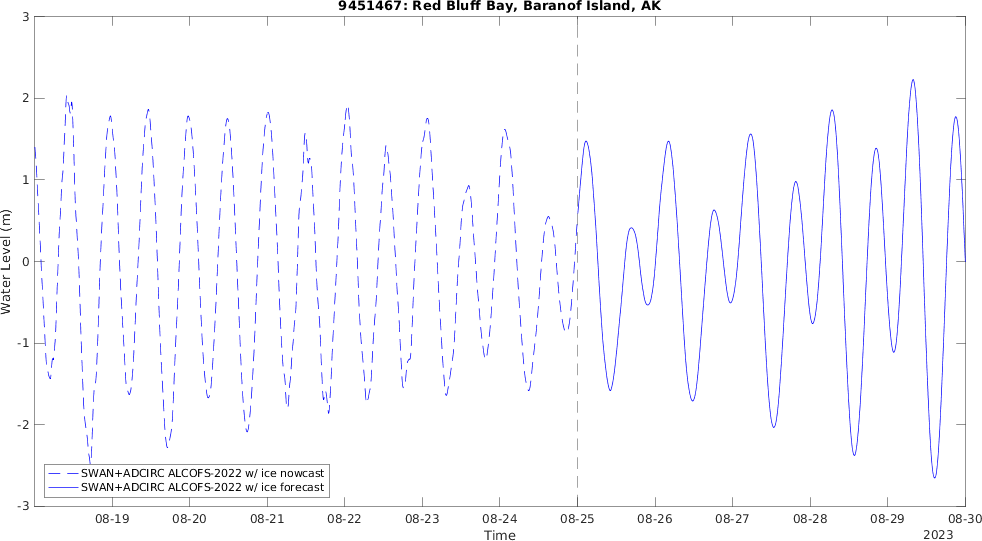 9451467: Red Bluff Bay, Baranof Island, AK
3
2
1
0
-1
-2
-3
Water Level (m)
SWAN+ADCIRC ALCOFS-2022 w/ ice nowcast
SWAN+ADCIRC ALCOFS-2022 w/ ice forecast
08-19 08-20 08-21 08-22 08-23 08-24 08-25 08-26 08-27 08-28 08-29 08-30
Time
2023